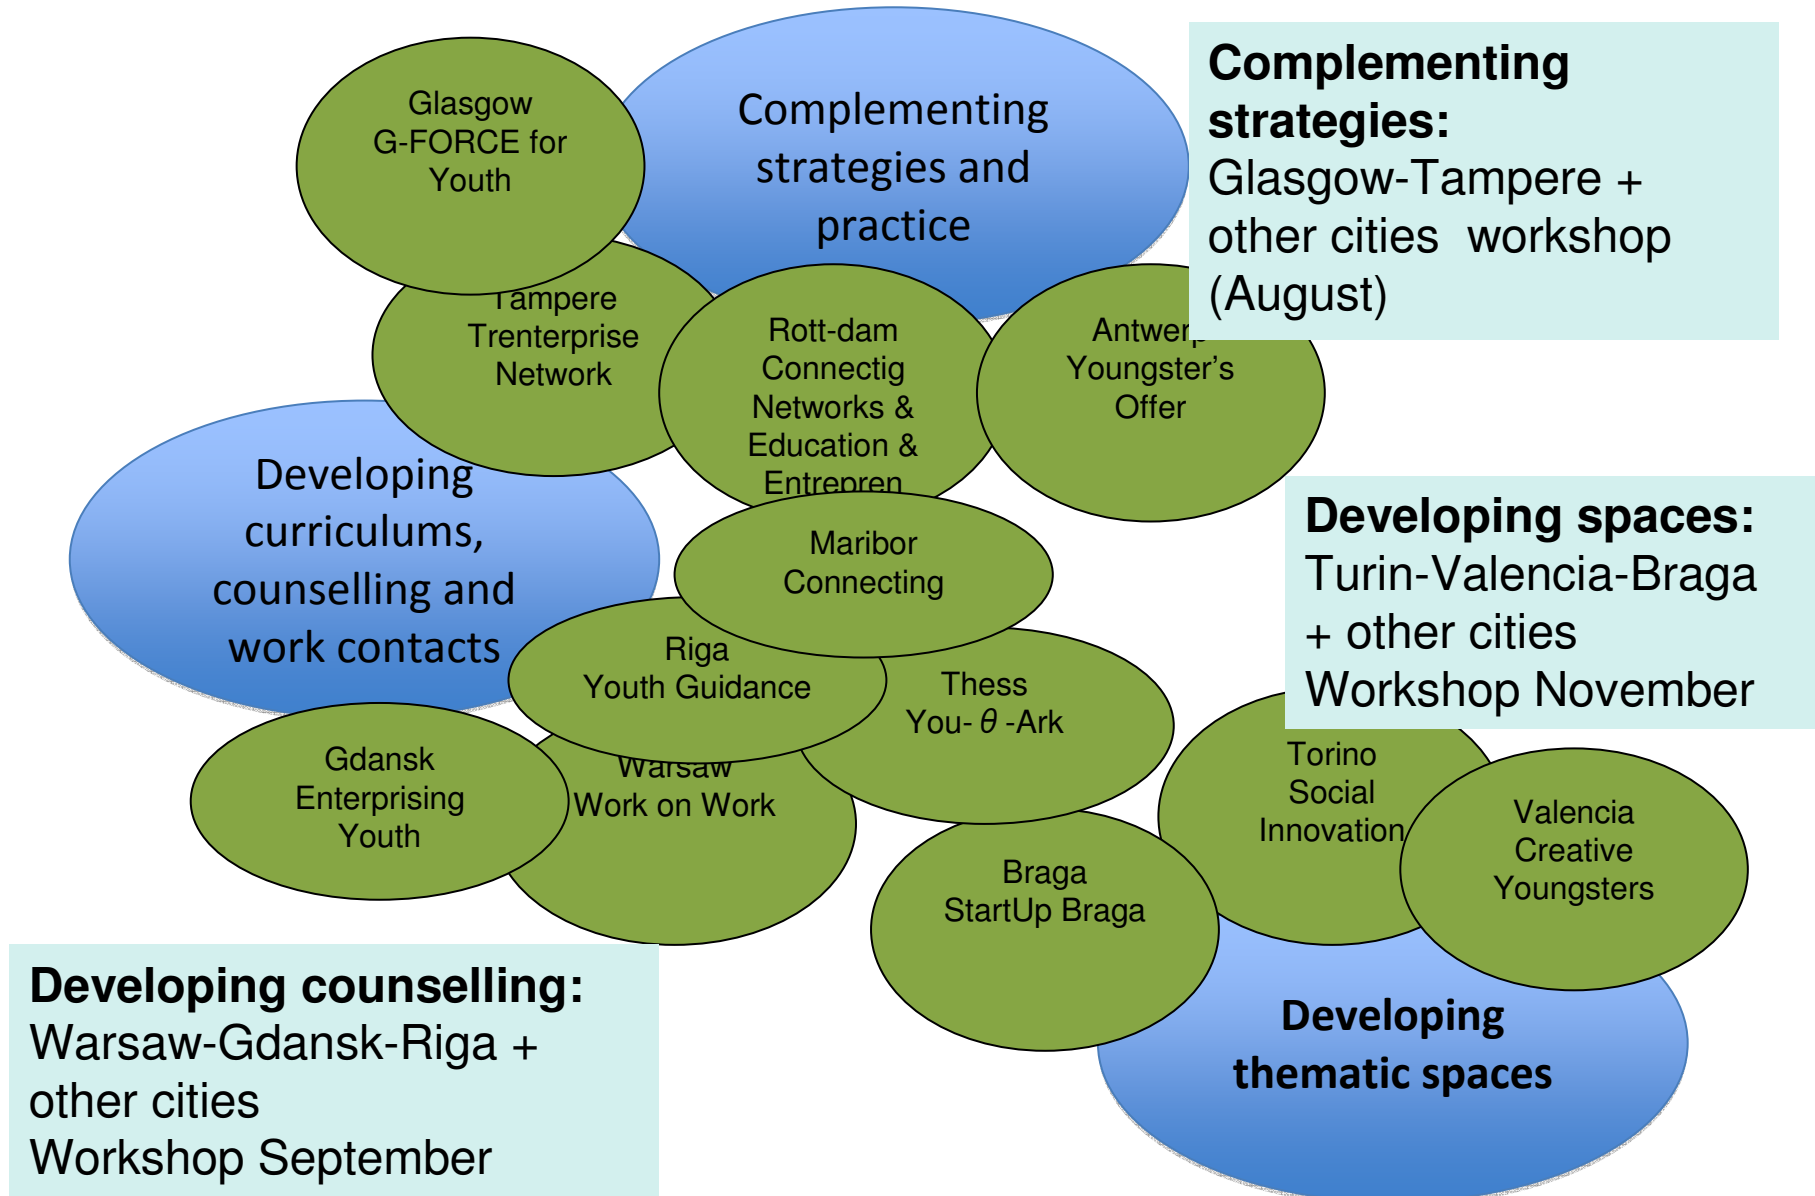 Glasgow
G-FORCE for
Youth
Complementing
strategies and
practice
Complementing
strategies:
Glasgow-Tampere +
other cities workshop
(August)
Tampere
Trenterprise
Network
Rott-dam
Connectig
Networks &
Education &
Entrepren
Antwerp
Youngster's
Offer
Developing
curriculums,
counselling and
work contacts
Maribor
Connecting
Developing spaces:
Turin-Valencia-Braga
+ other cities
Workshop November
Riga
Youth Guidance
Thess
You- θ -Ark
Gdansk
Enterprising
Youth
Warsaw
Work on Work
Torino
Social
Innovation
Valencia
Creative
Youngsters
Braga
StartUp Braga
Developing counselling:
Warsaw-Gdansk-Riga +
other cities
Workshop September
Developing
thematic spaces